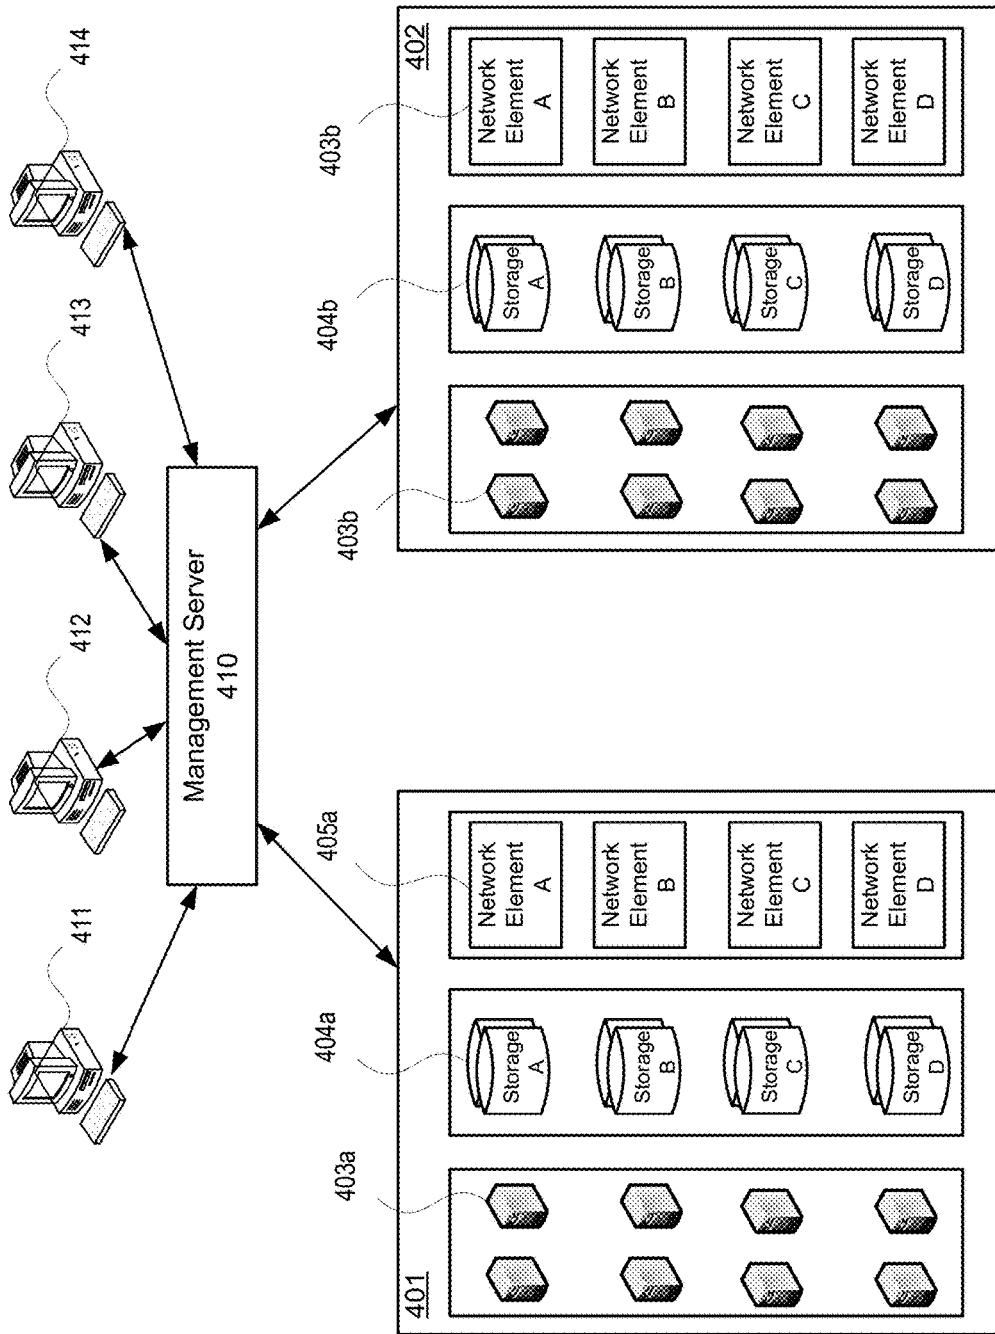 411
412
413
414
Management Server
410
403a
404a
405a
403b
404b
403b
401
402
Storage
A
Network
Element
A
Storage
A
Network
Element
A
Storage
B
Network
Element
B
Storage
B
Network
Element
B
Storage
C
Network
Element
C
Storage
C
Network
Element
C
Storage
D
Network
Element
D
Storage
D
Network
Element
D